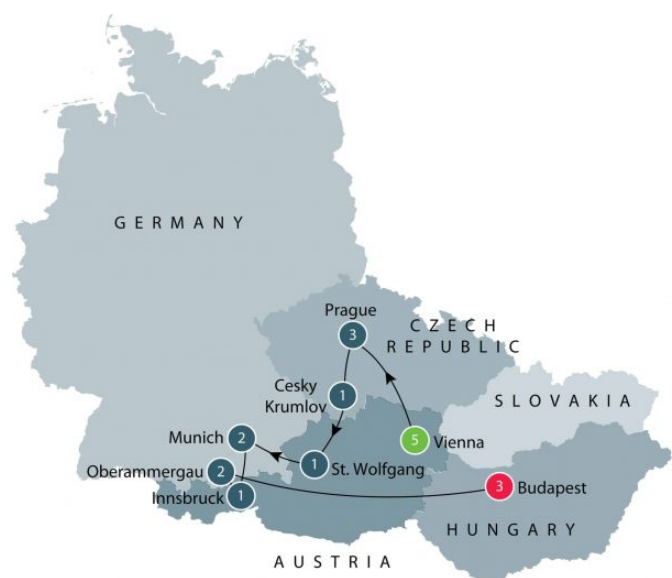 GERMANY
Prague
3
CZECH
REPUBLIC
Cesky
Krumlov
1
SLOVAKIA
Munich
2
5
Vienna
1
St. Wolfgang
Oberammergau
2
Innsbruck
1
3
Budapest
HUNGARY
AUSTRIA